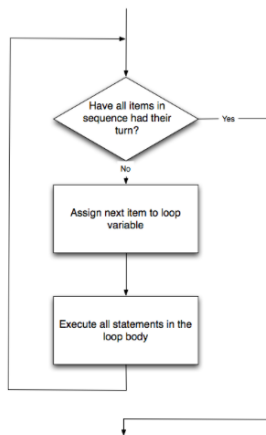 Have all items in
sequence had their
turn?
Yes
No
Assign next item to loop
variable
Execute all statements in the
loop body